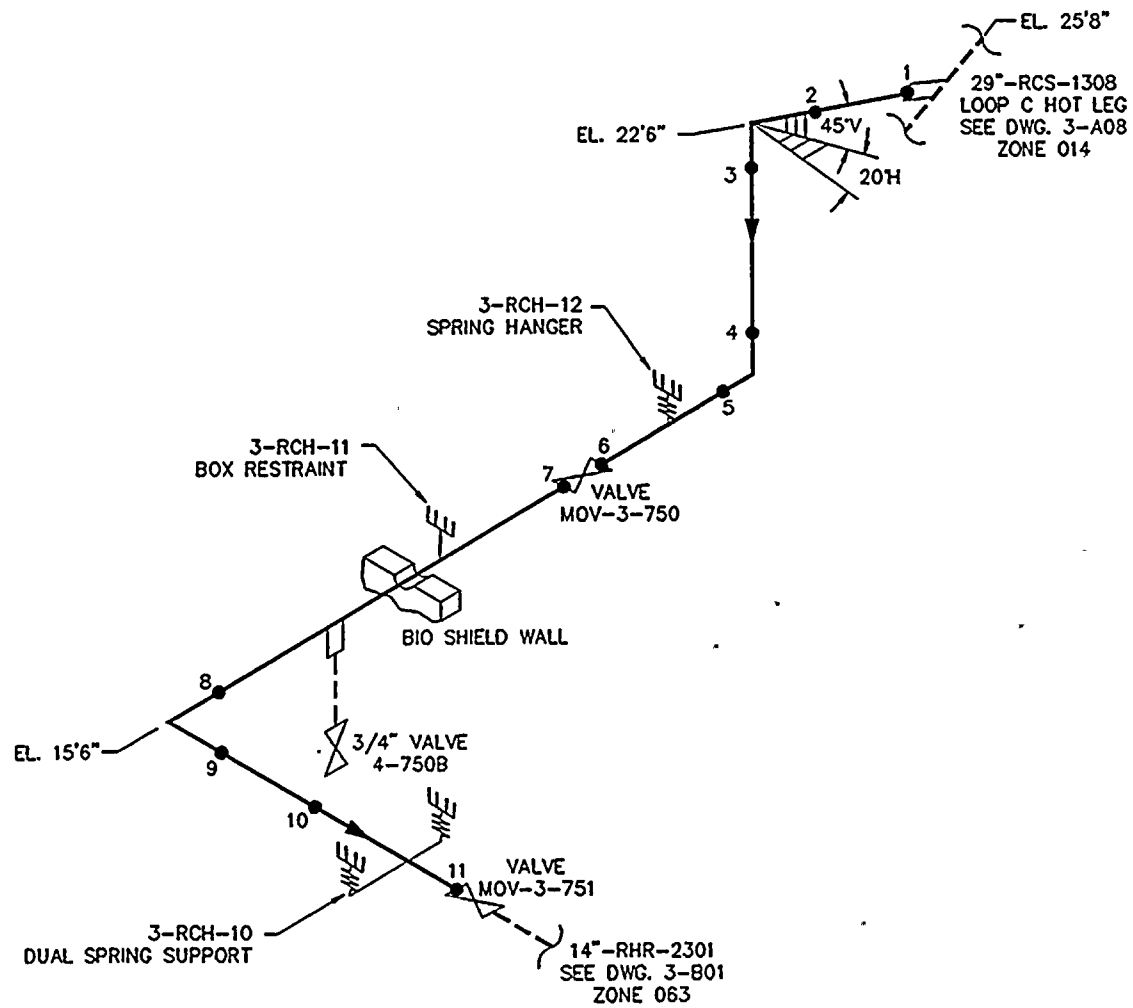 EL. 25'8"
1
29"-RCS-1308
LOOP C HOT LEG
SEE DWG. 3-A08
ZONE 014
2
45°V
EL. 22'6"
20°H
3
3-RCH-12
SPRING HANGER
4
5
3-RCH-11
BOX RESTRAINT
6
7
VALVE
MOV-3-750
BIO SHIELD WALL
8
EL. 15'6"
3/4" VALVE
4-750B
9
10
11
VALVE
MOV-3-751
3-RCH-10
DUAL SPRING SUPPORT
14"-RHR-2301
SEE DWG. 3-B01
ZONE 063